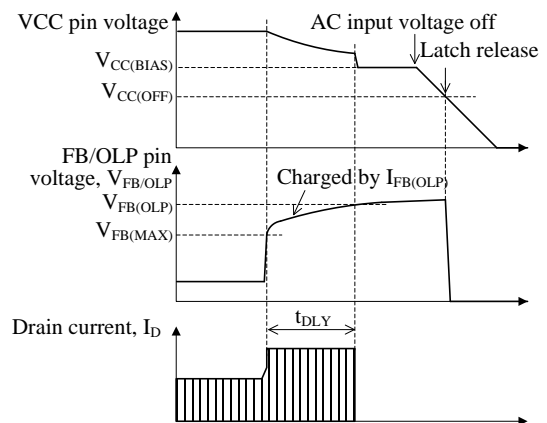 VCC pin voltage
AC input voltage off
Latch release
VCC(BIAS)
VCC(OFF)
FB/OLP pin
voltage, VFB/OLP
Charged by IFB(OLP)
VFB(OLP)
VFB(MAX)
Drain current, ID
tDLY